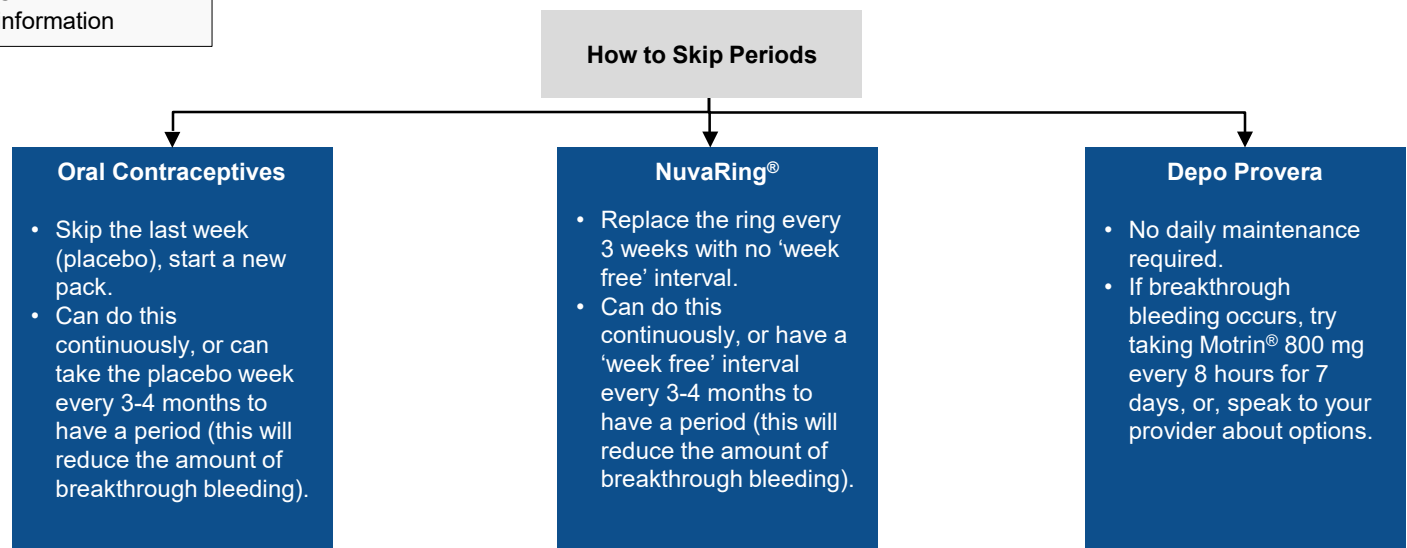 nformation
How to Skip Periods
Oral Contraceptives
• Skip the last week
(placebo), start a new
pack.
• Can do this
continuously, or can
take the placebo week
every 3-4 months to
have a period (this will
reduce the amount of
breakthrough bleeding).
NuvaRing®
• Replace the ring every
3 weeks with no ‘week
free’ interval.
• Can do this
continuously, or have a
‘week free’ interval
every 3-4 months to
have a period (this will
reduce the amount of
breakthrough bleeding).
Depo Provera
• No daily maintenance
required.
• If breakthrough
bleeding occurs, try
taking Motrin® 800 mg
every 8 hours for 7
days, or, speak to your
provider about options.